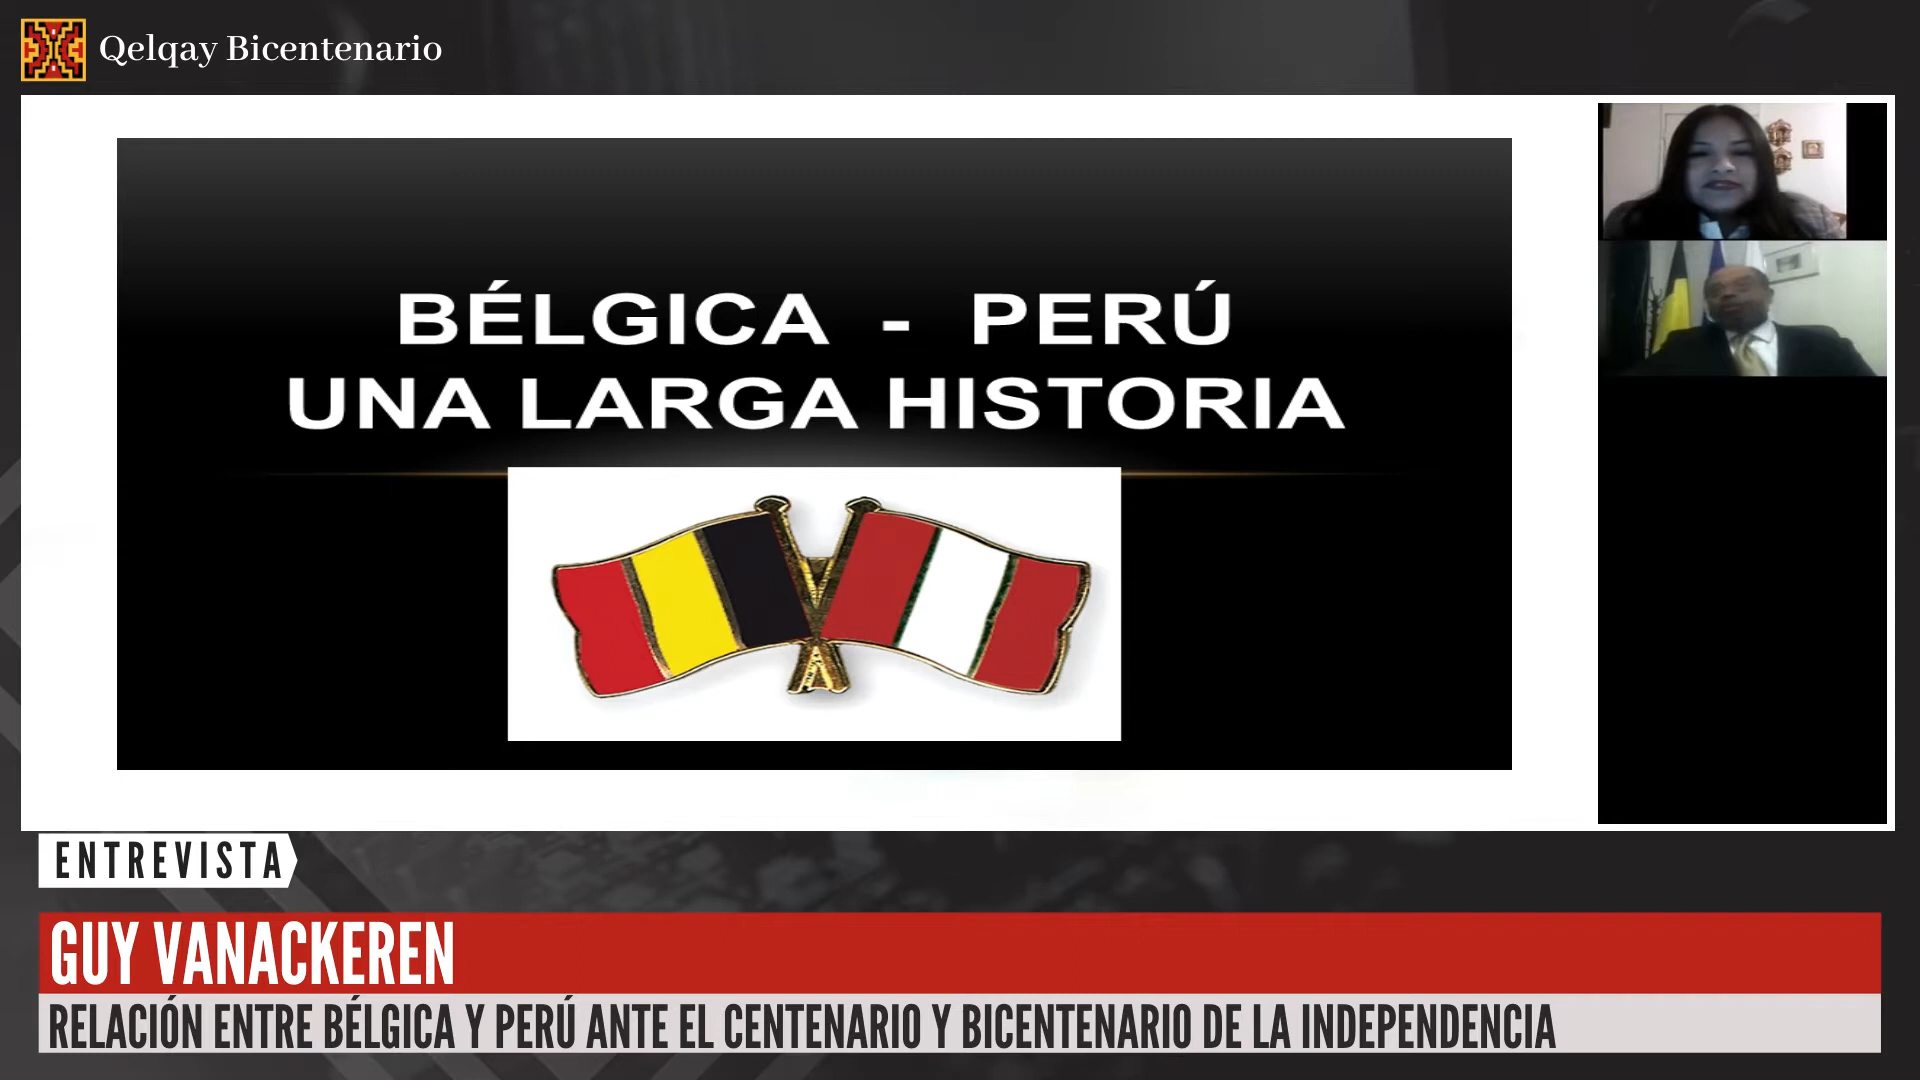 Qelqay Bicentenario
BÉLGICA - PERÚ
UNA LARGA HISTORIA
ENTREVISTA
GUY VANACKEREN
RELACIÓN ENTRE BÉLGICA Y PERÚ ANTE EL CENTENARIO Y BICENTENARIO DE LA INDEPENDENCIA